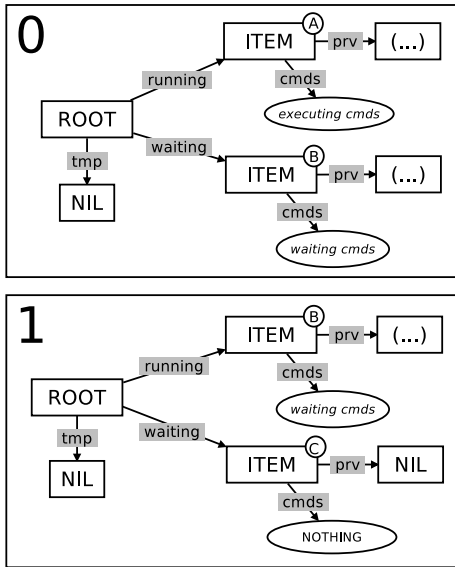 0
A
ITEM
prv
(...)
running
cmds
executing cmds
ROOT
waiting
B
tmp
ITEM
prv
(...)
NIL
cmds
waiting cmds
1
B
ITEM
prv
(...)
running
cmds
ROOT
waiting cmds
tmp
waiting
C
ITEM
prv
NIL
NIL
cmds
NOTHING